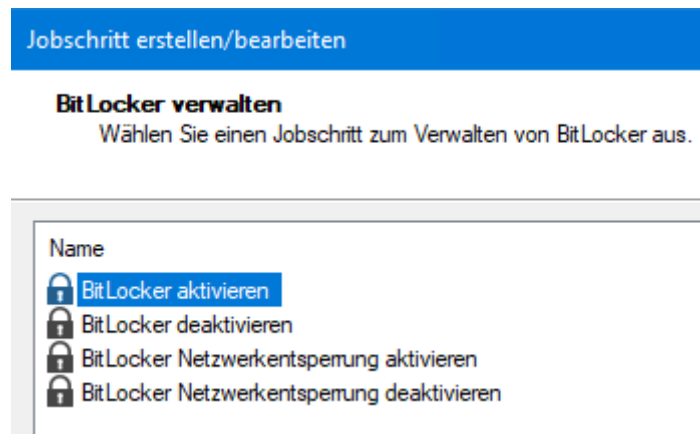 Jobschritt erstellen/bearbeiten
BitLocker verwalten
Wählen Sie einen Jobschritt zum Verwalten von BitLocker aus.
Name
BitLocker aktivieren
BitLocker deaktivieren
BitLocker Netzwerkentsperrung aktivieren
BitLocker Netzwerkentsperrung deaktivieren